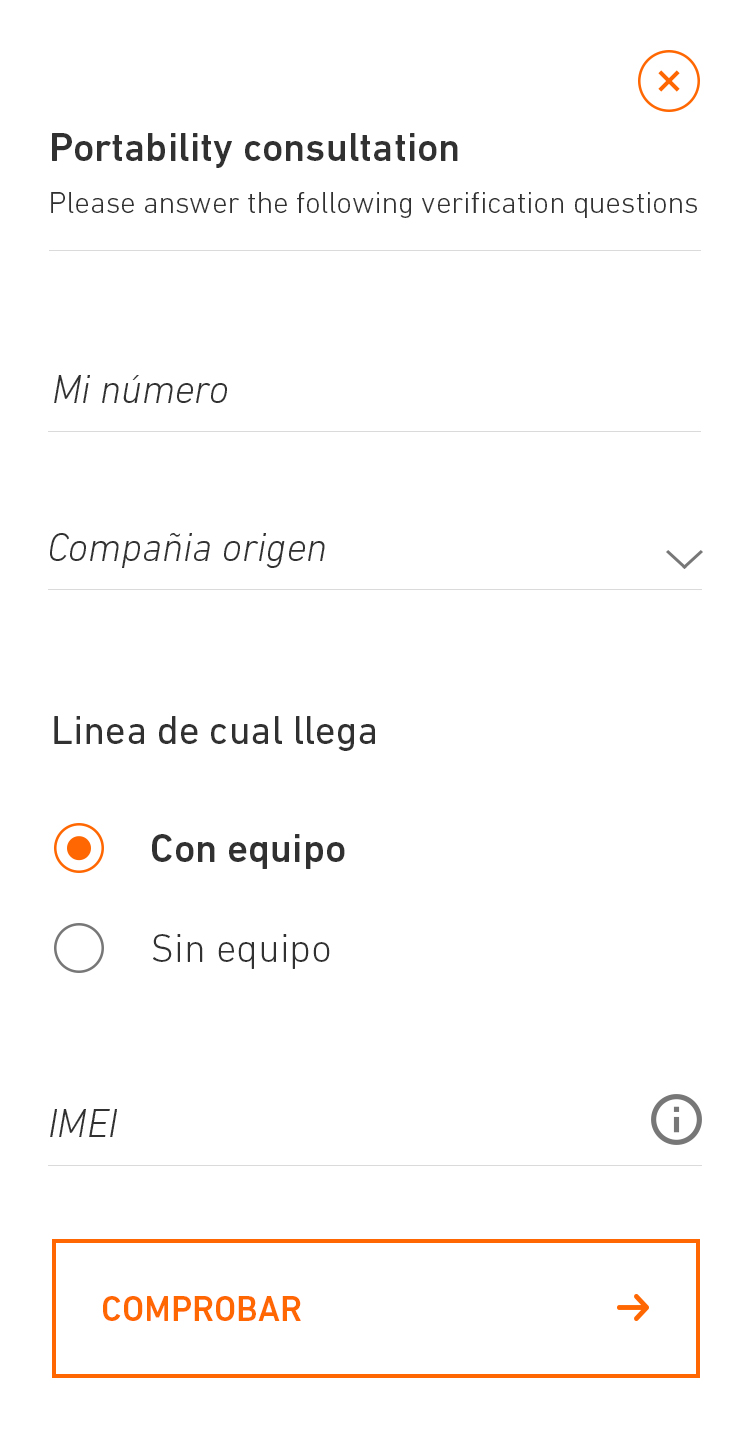 Portability consultation
Please answer the following verification questions
Mi número
Compañia origen
Linea de cual llega
Con equipo
Sin equipo
IMEI
COMPROBAR